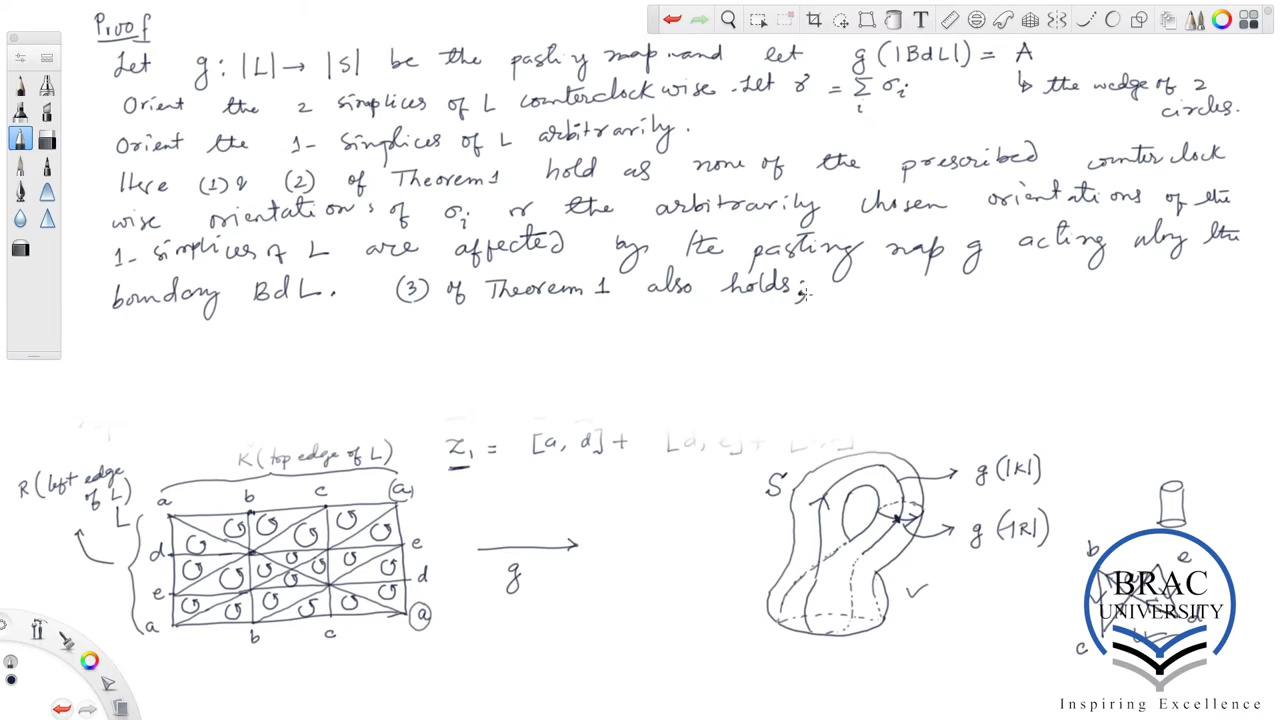 Proof
Let g : |L| → |S| be the pasting map and let g (|BdL|) = A
Orient the 2 simplices of L counterclockwise. Let γ = Σ σi
i
↳ the wedge of 2
circles.
Orient the 1- simplices of L arbitrarily.
Here (1) & (2) of Theorem 1 hold as none of the prescribed counter clock
wise orientation's of σi or the arbitrarily chosen orientations of the
1- simplices of L are affected by the pasting map g acting along the
boundary Bd L. (3) of Theorem 1 also holds;
z1 = [a, d] + [d, e] +
K (top edge of L)
R (left edge
of L)
L
a b c a
d e
e d
a b c a
g
S
g (|K|)
g (|R|)
b e
d
c
BRAC
UNIVERSITY
Inspiring Excellence